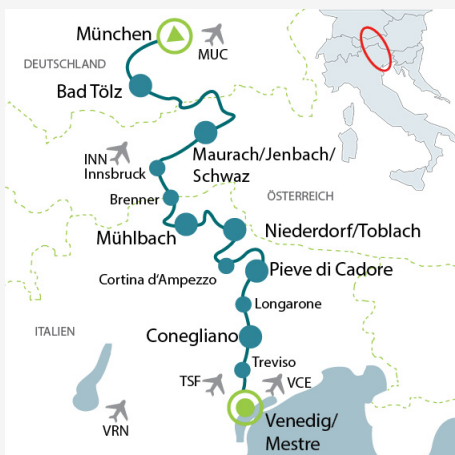 München
MUC
DEUTSCHLAND
Bad Tölz
Maurach/Jenbach/
Schwaz
INN
Innsbruck
Brenner
ÖSTERREICH
Mühlbach
Niederdorf/Toblach
Cortina d'Ampezzo
Pieve di Cadore
Longarone
ITALIEN
Conegliano
Treviso
TSF
VCE
VRN
Venedig/
Mestre